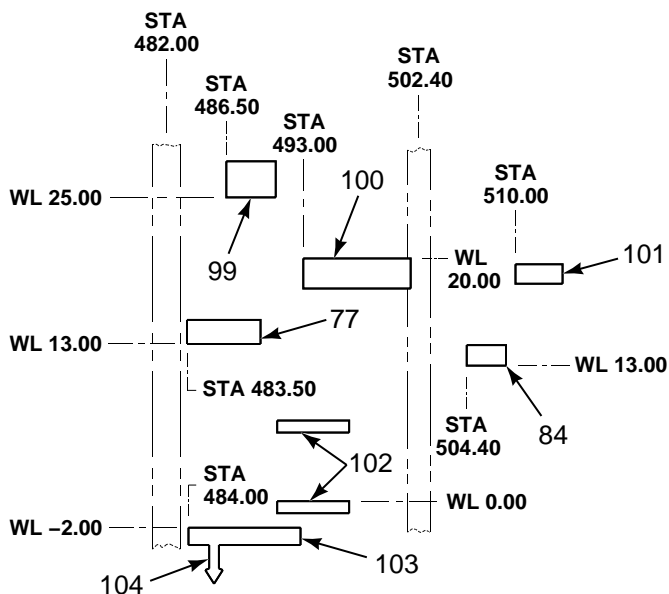 STA
482.00
STA
502.40
STA
486.50
STA
493.00
STA
510.00
100
WL 25.00
99
WL
20.00
101
77
WL 13.00
WL 13.00
STA 483.50
84
STA
504.40
102
STA
484.00
WL 0.00
WL –2.00
103
104